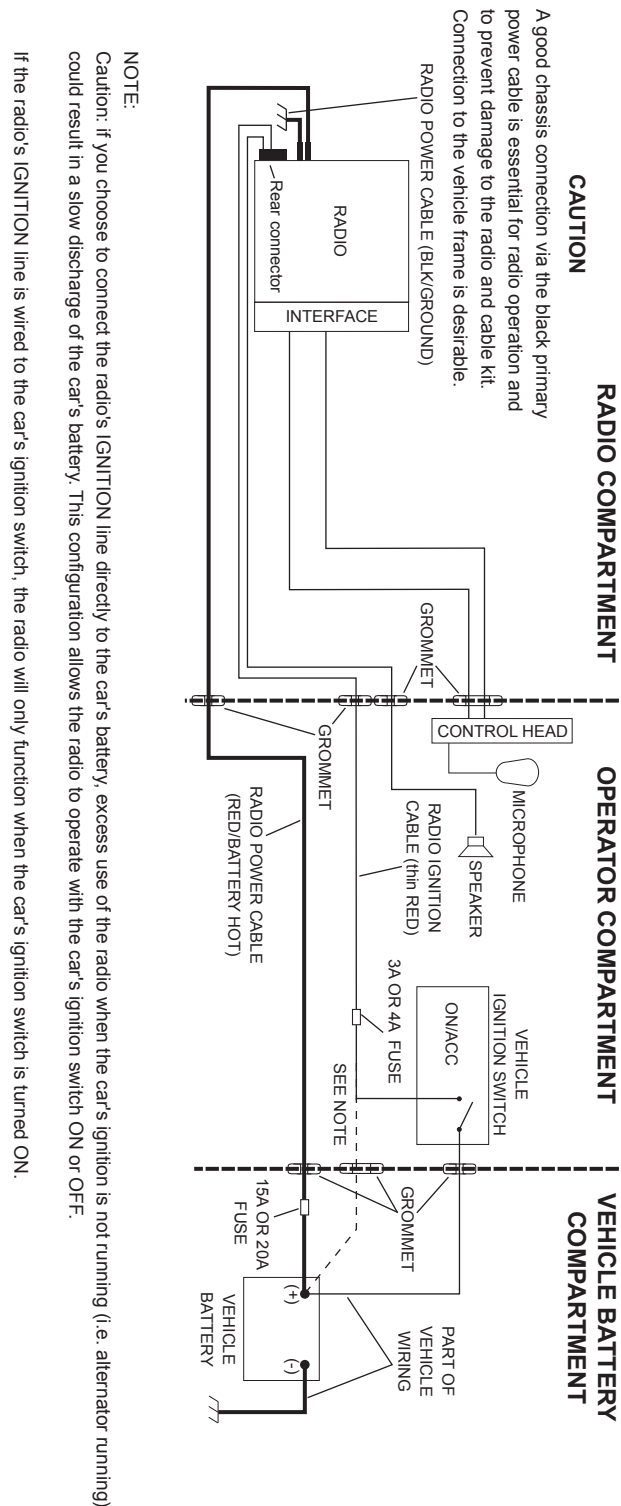 RADIO COMPARTMENT
OPERATOR COMPARTMENT
VEHICLE BATTERY
COMPARTMENT
CAUTION
A good chassis connection via the black primary
power cable is essential for radio operation and
to prevent damage to the radio and cable kit.
Connection to the vehicle frame is desirable.
RADIO POWER CABLE (BLK/GROUND)
RADIO
Rear connector
INTERFACE
GROMMET
CONTROL HEAD
MICROPHONE
SPEAKER
RADIO IGNITION
CABLE (thin RED)
GROMMET
RADIO POWER CABLE
(RED/BATTERY HOT)
VEHICLE
IGNITION SWITCH
ON/ACC
3A OR 4A FUSE
SEE NOTE
GROMMET
15A OR 20A
FUSE
PART OF
VEHICLE
WIRING
(+)
(-)
VEHICLE
BATTERY
NOTE:
Caution: if you choose to connect the radio's IGNITION line directly to the car's battery, excess use of the radio when the car's ignition is not running (i.e. alternator running)
could result in a slow discharge of the car's battery. This configuration allows the radio to operate with the car's ignition switch ON or OFF.
If the radio's IGNITION line is wired to the car's ignition switch, the radio will only function when the car's ignition switch is turned ON.